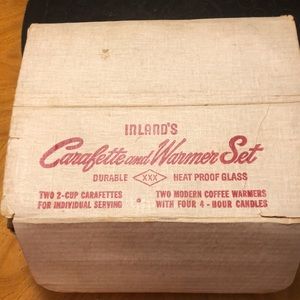 INLAND'S
Carafette and Warmer Set
DURABLE XXX HEAT PROOF GLASS
TWO 2-CUP CARAFETTES TWO MODERN COFFEE WARMERS
FOR INDIVIDUAL SERVING WITH FOUR 4-HOUR CANDLES